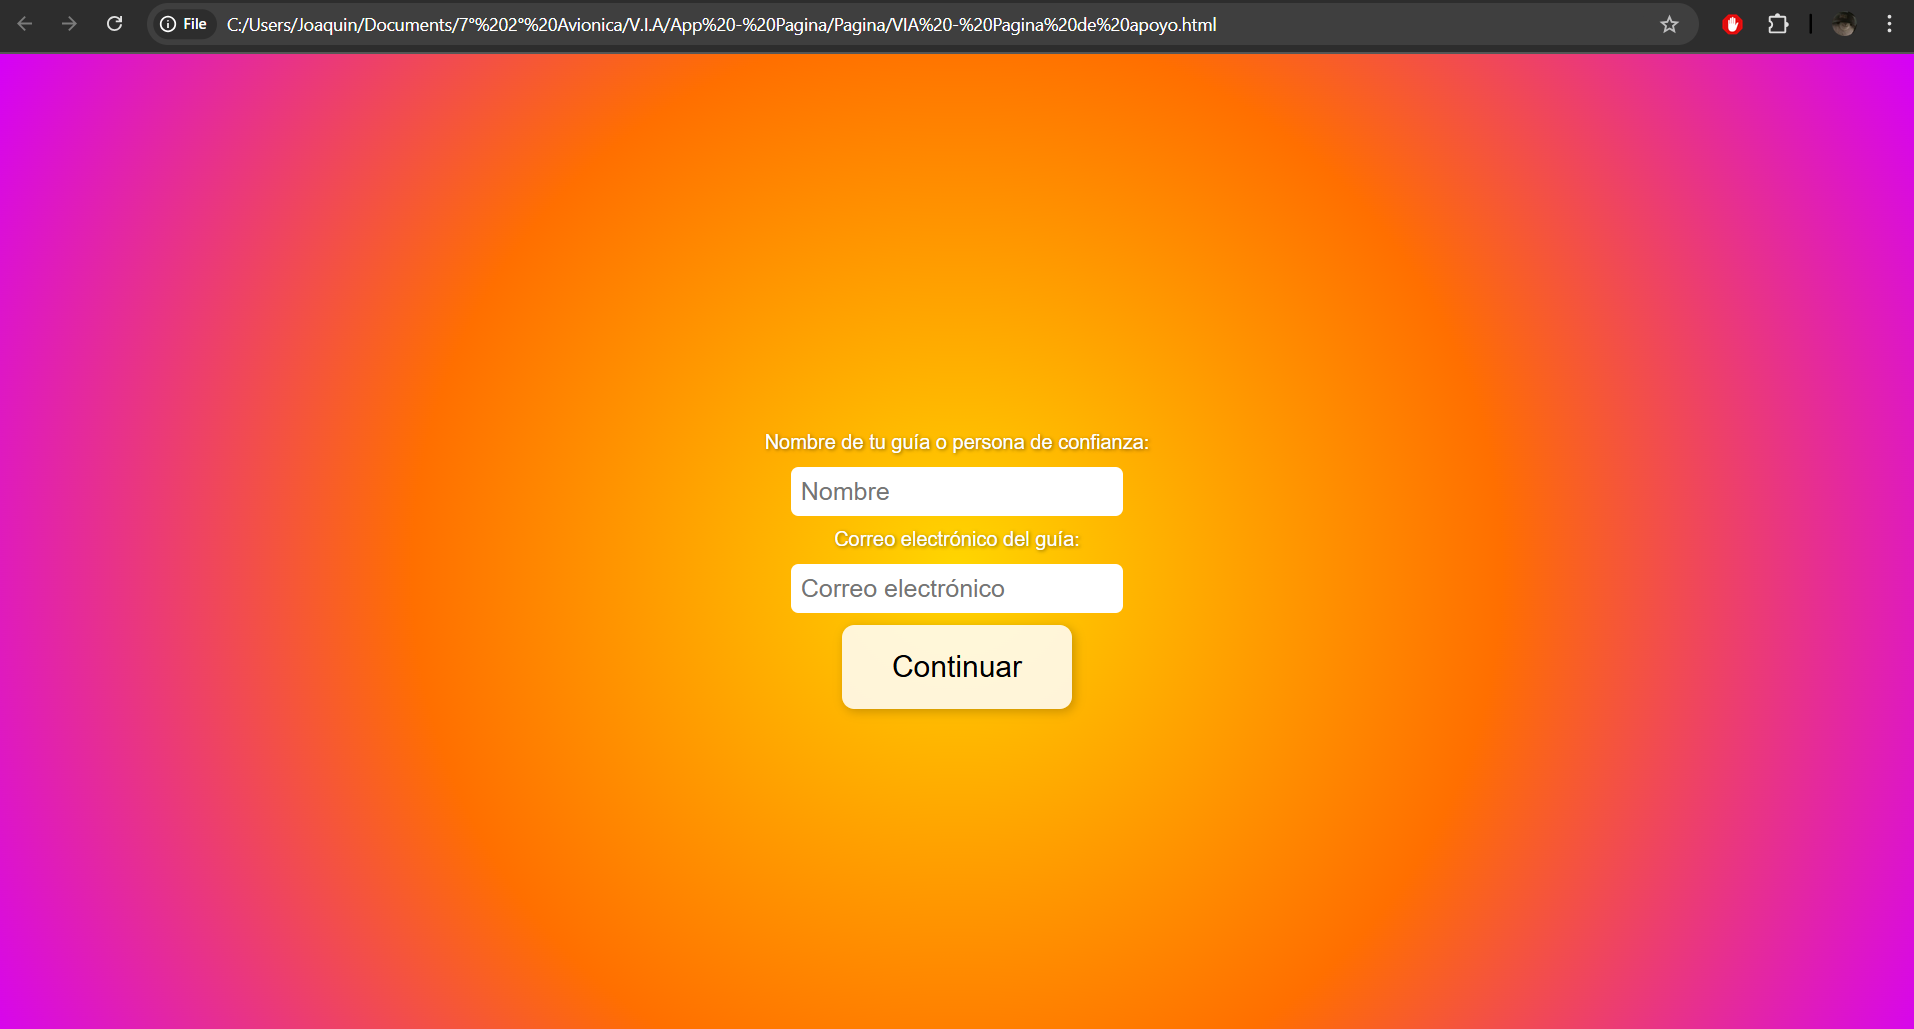 File
C:/Users/Joaquin/Documents/7°%202°%20Avionica/V.I.A/App%20-%20Pagina/Pagina/VIA%20-%20Pagina%20de%20apoyo.html
Nombre de tu guía o persona de confianza:
Nombre
Correo electrónico del guía:
Correo electrónico
Continuar